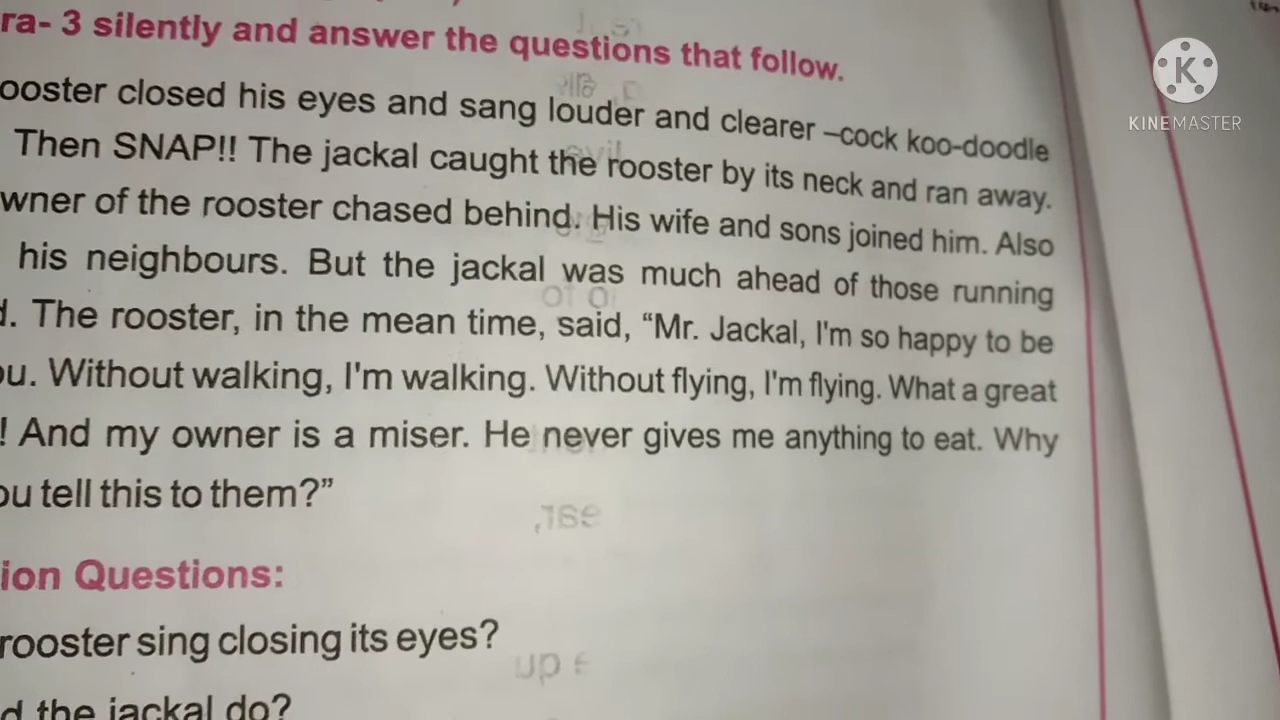 ra- 3 silently and answer the questions that follow.
ooster closed his eyes and sang louder and clearer –cock koo-doodle
Then SNAP!! The jackal caught the rooster by its neck and ran away.
wner of the rooster chased behind. His wife and sons joined him. Also
his neighbours. But the jackal was much ahead of those running
d. The rooster, in the mean time, said, “Mr. Jackal, I'm so happy to be
ou. Without walking, I'm walking. Without flying, I'm flying. What a great
! And my owner is a miser. He never gives me anything to eat. Why
ou tell this to them?”
ion Questions:
rooster sing closing its eyes?
d the jackal do?
K
KINEMASTER